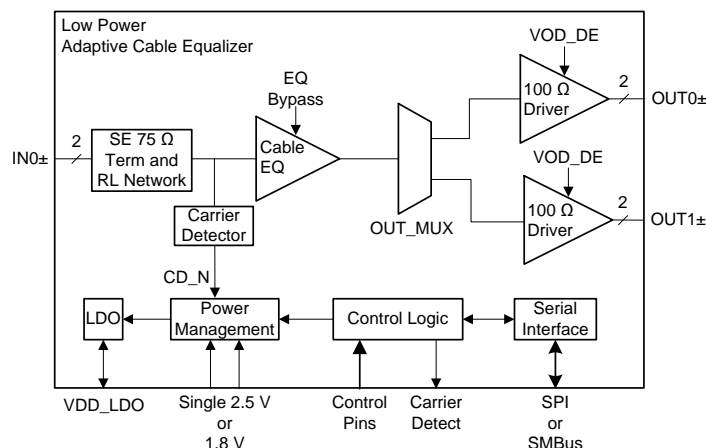 Low Power
Adaptive Cable Equalizer
VOD_DE
EQ
Bypass
2
100 Ω
Driver
2
OUT0±
IN0±
SE 75 Ω
Term and
RL Network
Cable
EQ
VOD_DE
Carrier
Detector
OUT_MUX
100 Ω
Driver
2
OUT1±
CD_N
LDO
Power
Management
Control Logic
Serial
Interface
VDD_LDO
Single 2.5 V
or
1.8 V
Control
Pins
Carrier
Detect
SPI
or
SMBus